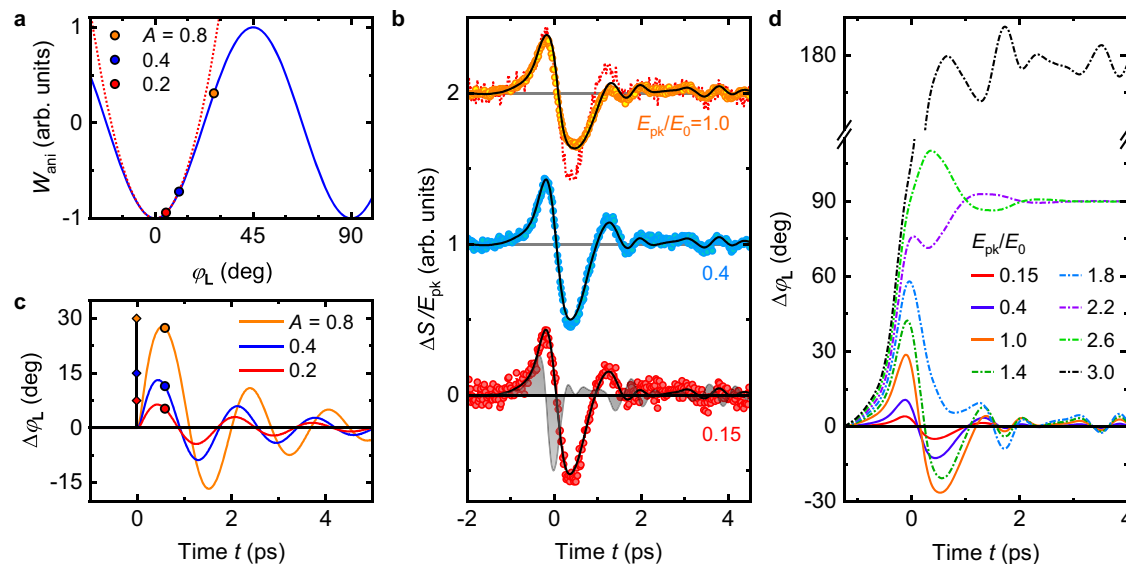 a
W_ani (arb. units)
1
0
-1
A = 0.8
0.4
0.2
0
45
90
φ_L (deg)
c
Δφ_L (deg)
30
15
0
-15
A = 0.8
0.4
0.2
0
2
4
Time t (ps)
b
ΔS/E_pk (arb. units)
2
1
0
E_pk/E_0=1.0
0.4
0.15
-2
0
2
4
Time t (ps)
d
Δφ_L (deg)
180
90
60
30
0
-30
E_pk/E_0
0.15
0.4
1.0
1.4
1.8
2.2
2.6
3.0
0
2
4
Time t (ps)